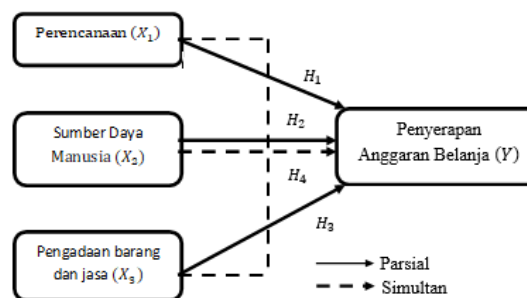 Perencanaan (X₁)
H₁
Sumber Daya
Manusia (X₂)
H₂
Penyerapan
Anggaran Belanja (Y)
H₄
H₃
Pengadaan barang
dan jasa (X₃)
Parsial
Simultan